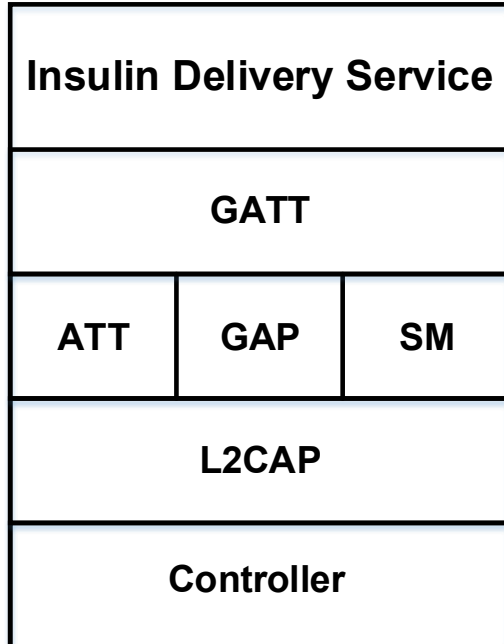 Insulin Delivery Service
GATT
ATT GAP SM
L2CAP
Controller